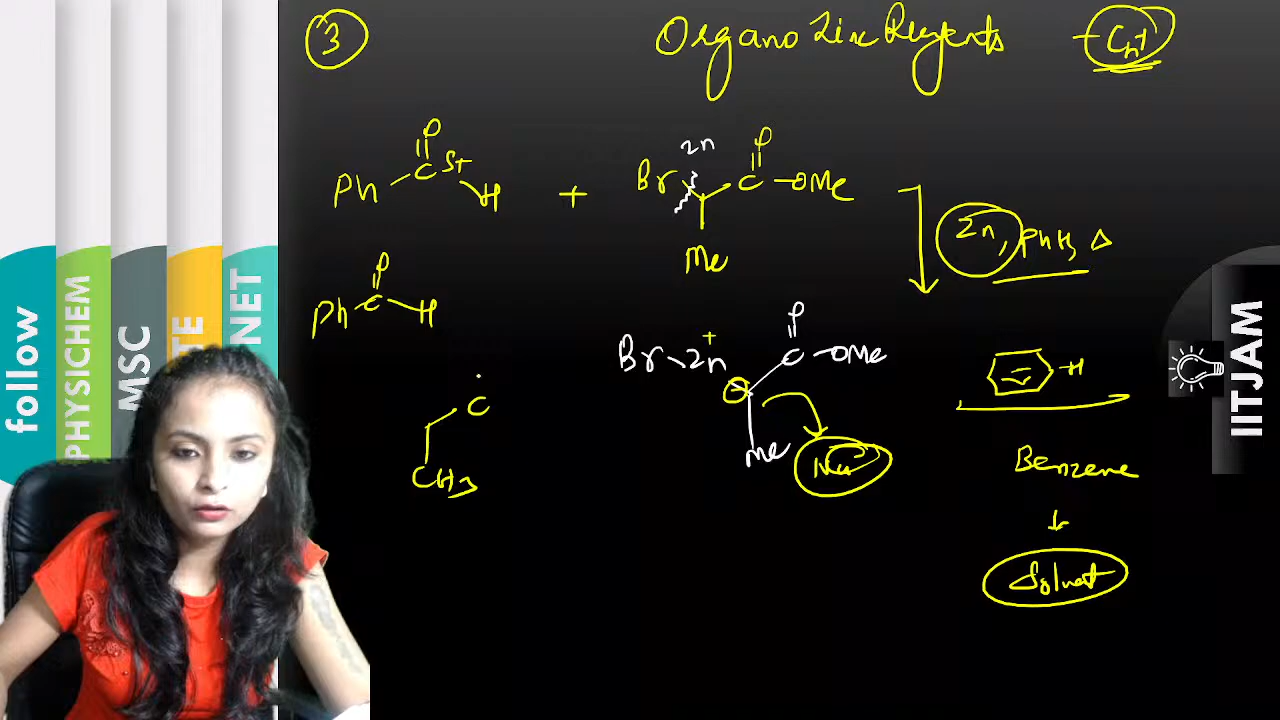 3
Organo Zinc Reagents
Ph C δ+ H
+
Br Zn C OMe
Me
Zn, PhH, Δ
Ph C H
Br Zn + C OMe
⊖
Me Nu
H
C
CH3
Benzene
↓
Solvent
follow
PHYSICHEM
MSC
NET
IITJAM